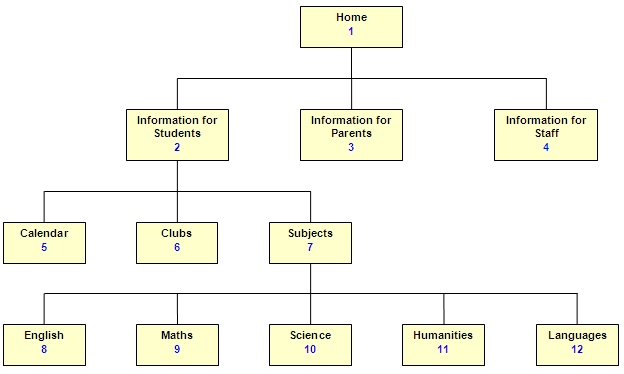 Home
1
Information for
Students
2
Information for
Parents
3
Information for
Staff
4
Calendar
5
Clubs
6
Subjects
7
English
8
Maths
9
Science
10
Humanities
11
Languages
12